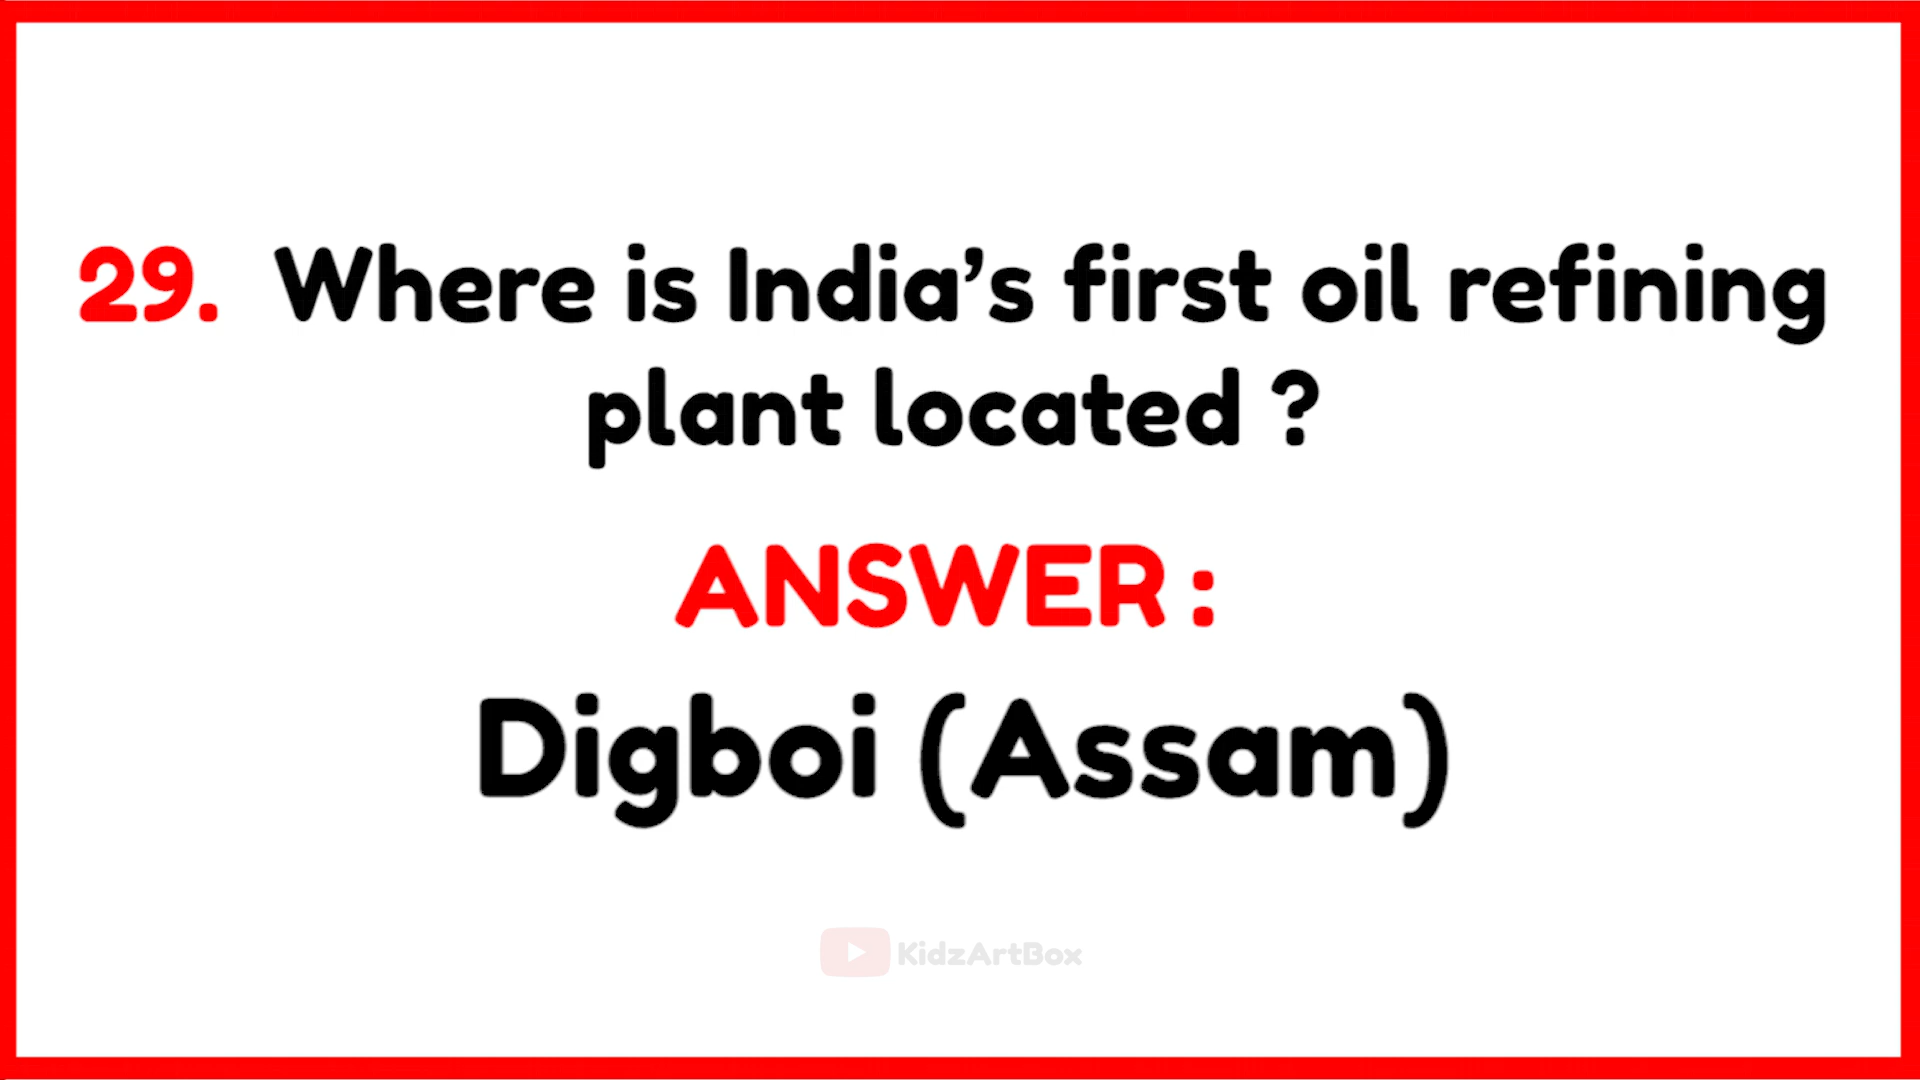 29. Where is India’s first oil refining
plant located ?
ANSWER :
Digboi (Assam)
KidzArtBox